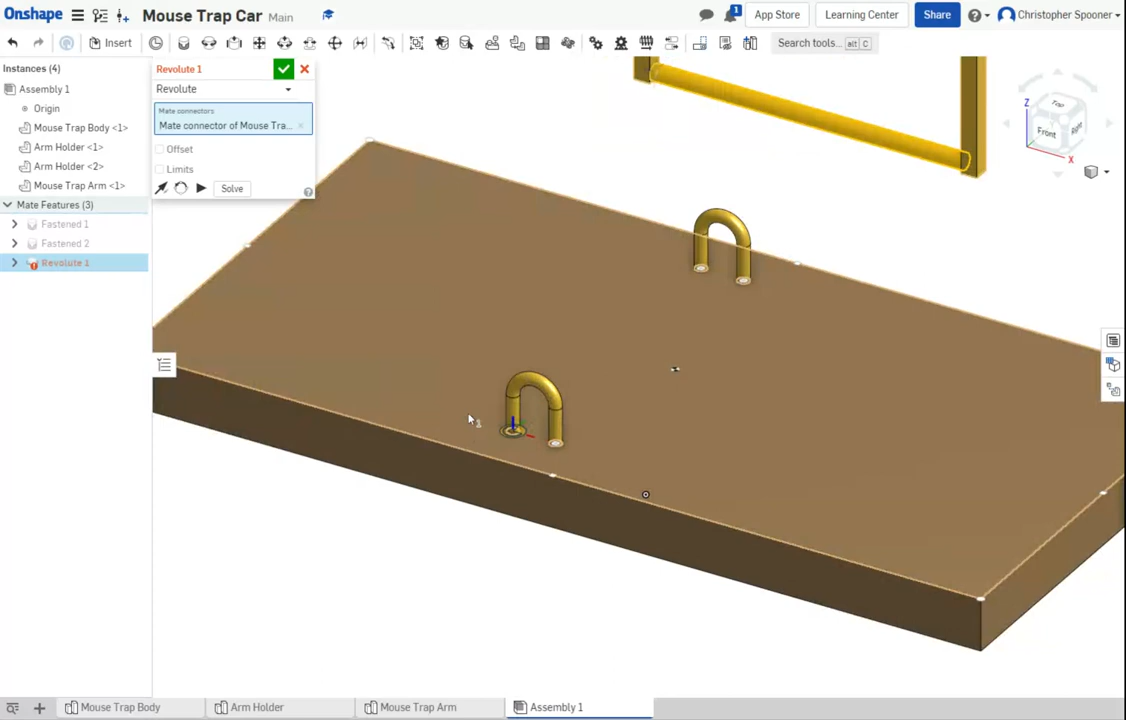 Onshape
Mouse Trap Car Main
1
App Store
Learning Center
Share
Christopher Spooner
Insert
Search tools... alt C
Instances (4)
Assembly 1
Origin
Mouse Trap Body <1>
Arm Holder <1>
Arm Holder <2>
Mouse Trap Arm <1>
Mate Features (3)
Fastened 1
Fastened 2
Revolute 1
Revolute 1
Revolute
Mate connectors
Mate connector of Mouse Tra...
Offset
Limits
Solve
Z
Top
Front
Right
X
1
Mouse Trap Body
Arm Holder
Mouse Trap Arm
Assembly 1